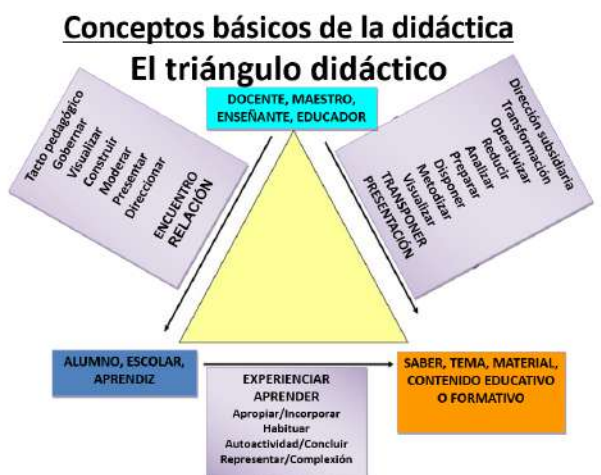 Conceptos básicos de la didáctica
El triángulo didáctico
DOCENTE, MAESTRO,
ENSEÑANTE, EDUCADOR
Tacto pedagógico
Gobernar
Visualizar
Construir
Moderar
Presentar
Direccionar
ENCUENTRO
RELACIÓN
Dirección subsidiaria
Transformación
Operativizar
Reducir
Analizar
Preparar
Disponer
Metodizar
Visualizar
TRANSPONER
PRESENTACIÓN
ALUMNO, ESCOLAR,
APRENDIZ
EXPERIENCIAR
APRENDER
Apropiar/Incorporar
Habituar
Autoactividad/Concluir
Representar/Complexión
SABER, TEMA, MATERIAL,
CONTENIDO EDUCATIVO
O FORMATIVO